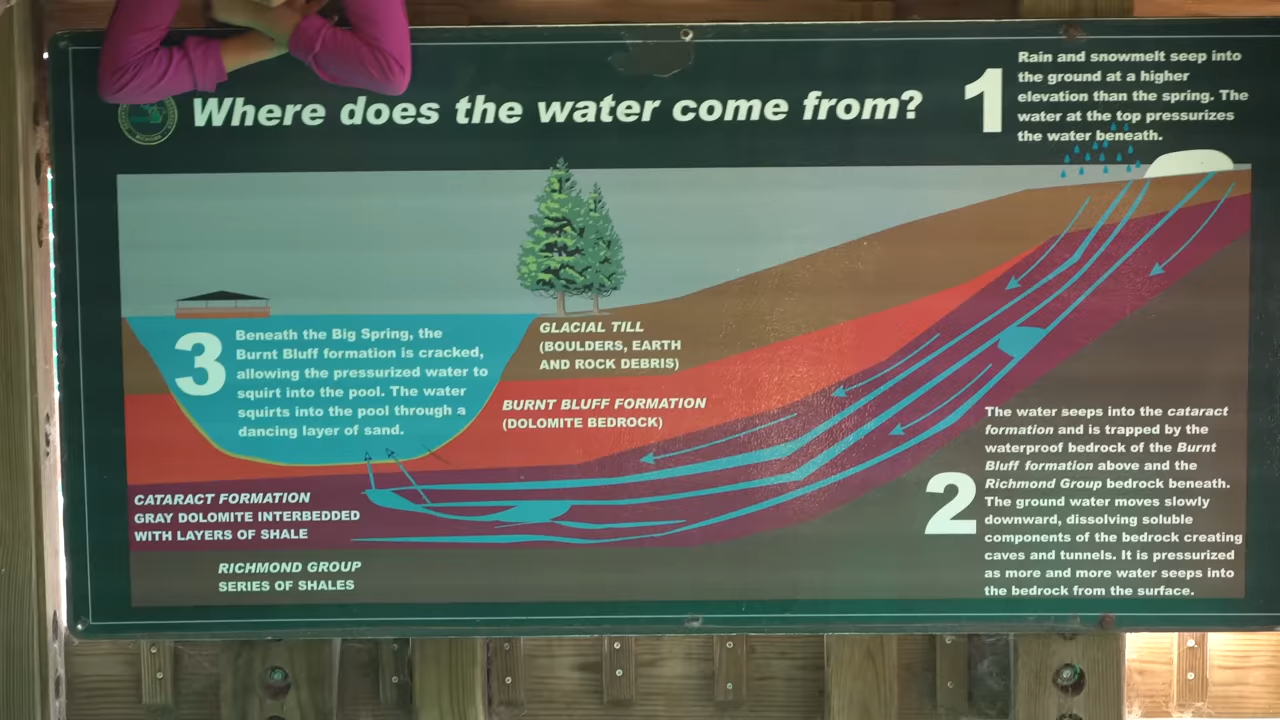 Where does the water come from?
1
Rain and snowmelt seep into
the ground at a higher
elevation than the spring. The
water at the top pressurizes
the water beneath.
3
Beneath the Big Spring, the
Burnt Bluff formation is cracked,
allowing the pressurized water to
squirt into the pool. The water
squirts into the pool through a
dancing layer of sand.
GLACIAL TILL
(BOULDERS, EARTH
AND ROCK DEBRIS)
BURNT BLUFF FORMATION
(DOLOMITE BEDROCK)
CATARACT FORMATION
GRAY DOLOMITE INTERBEDDED
WITH LAYERS OF SHALE
RICHMOND GROUP
SERIES OF SHALES
2
The water seeps into the cataract
formation and is trapped by the
waterproof bedrock of the Burnt
Bluff formation above and the
Richmond Group bedrock beneath.
The ground water moves slowly
downward, dissolving soluble
components of the bedrock creating
caves and tunnels. It is pressurized
as more and more water seeps into
the bedrock from the surface.